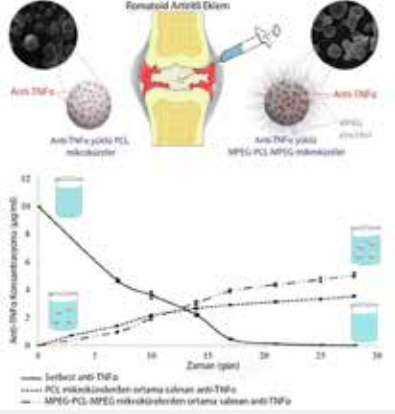 Romatoid Artiritli Eklem
Anti-TNFα
Anti-TNFα
Anti-TNFα yüklü PCL
mikroküreler
Anti-TNFα yüklü
MPEG-PCL-MPEG mikroküreler
MPEG
Anti-TNFα Konsantrasyonu (µg/ml)
12
10
8
6
4
2
0
0
5
10
15
20
25
30
Zaman (gün)
Serbest anti-TNFα
PCL mikrokürelerden ortama salınan anti-TNFα
MPEG-PCL-MPEG mikrokürelerden ortama salınan anti-TNFα